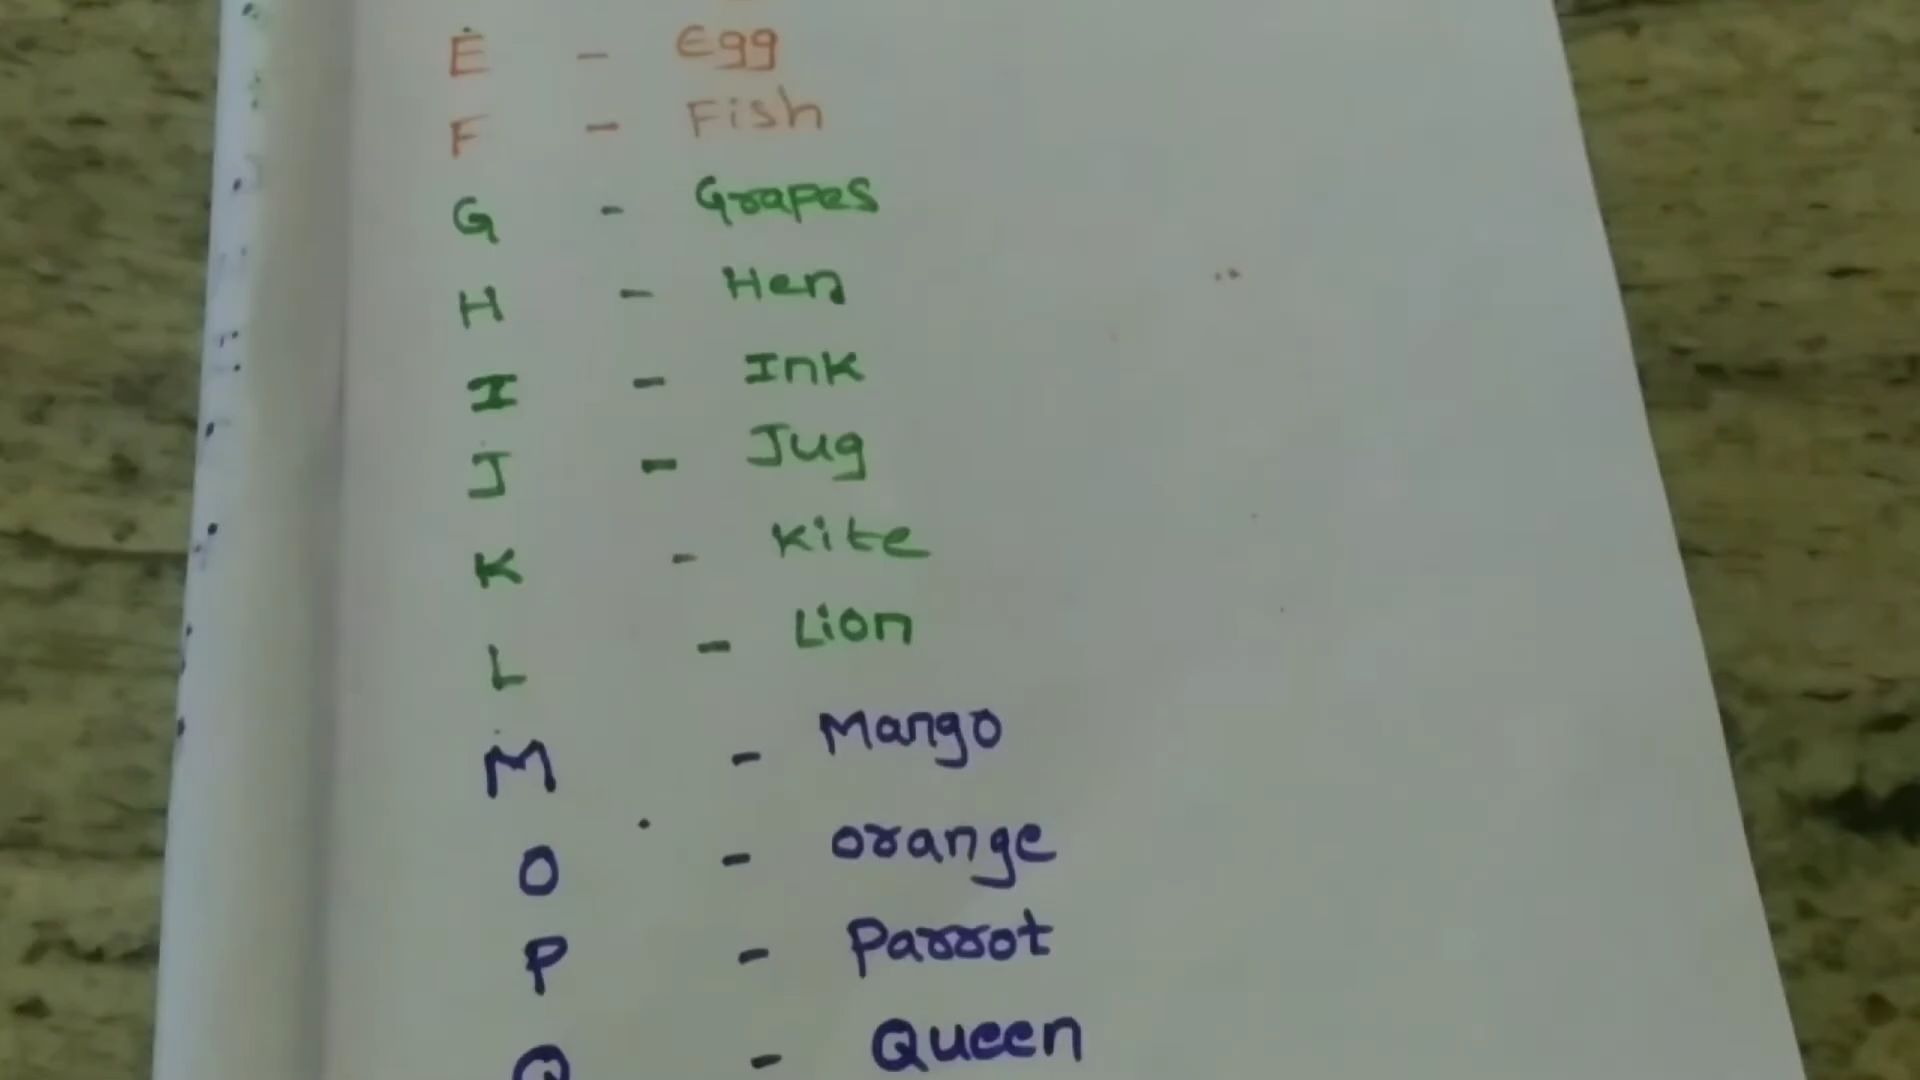 E - Egg
F - Fish
G - Grapes
H - Hen
I - Ink
J - Jug
K - Kite
L - Lion
M - Mango
O - orange
P - Parrot
Q - Queen